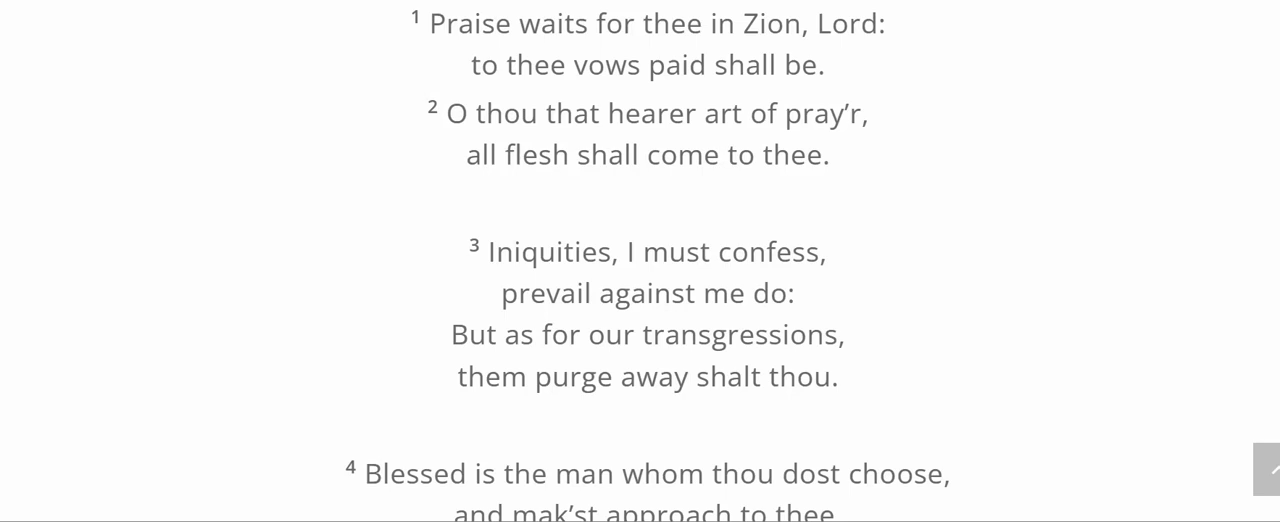 1 Praise waits for thee in Zion, Lord:
to thee vows paid shall be.
2 O thou that hearer art of pray’r,
all flesh shall come to thee.
3 Iniquities, I must confess,
prevail against me do:
But as for our transgressions,
them purge away shalt thou.
4 Blessed is the man whom thou dost choose,
and mak’st approach to thee